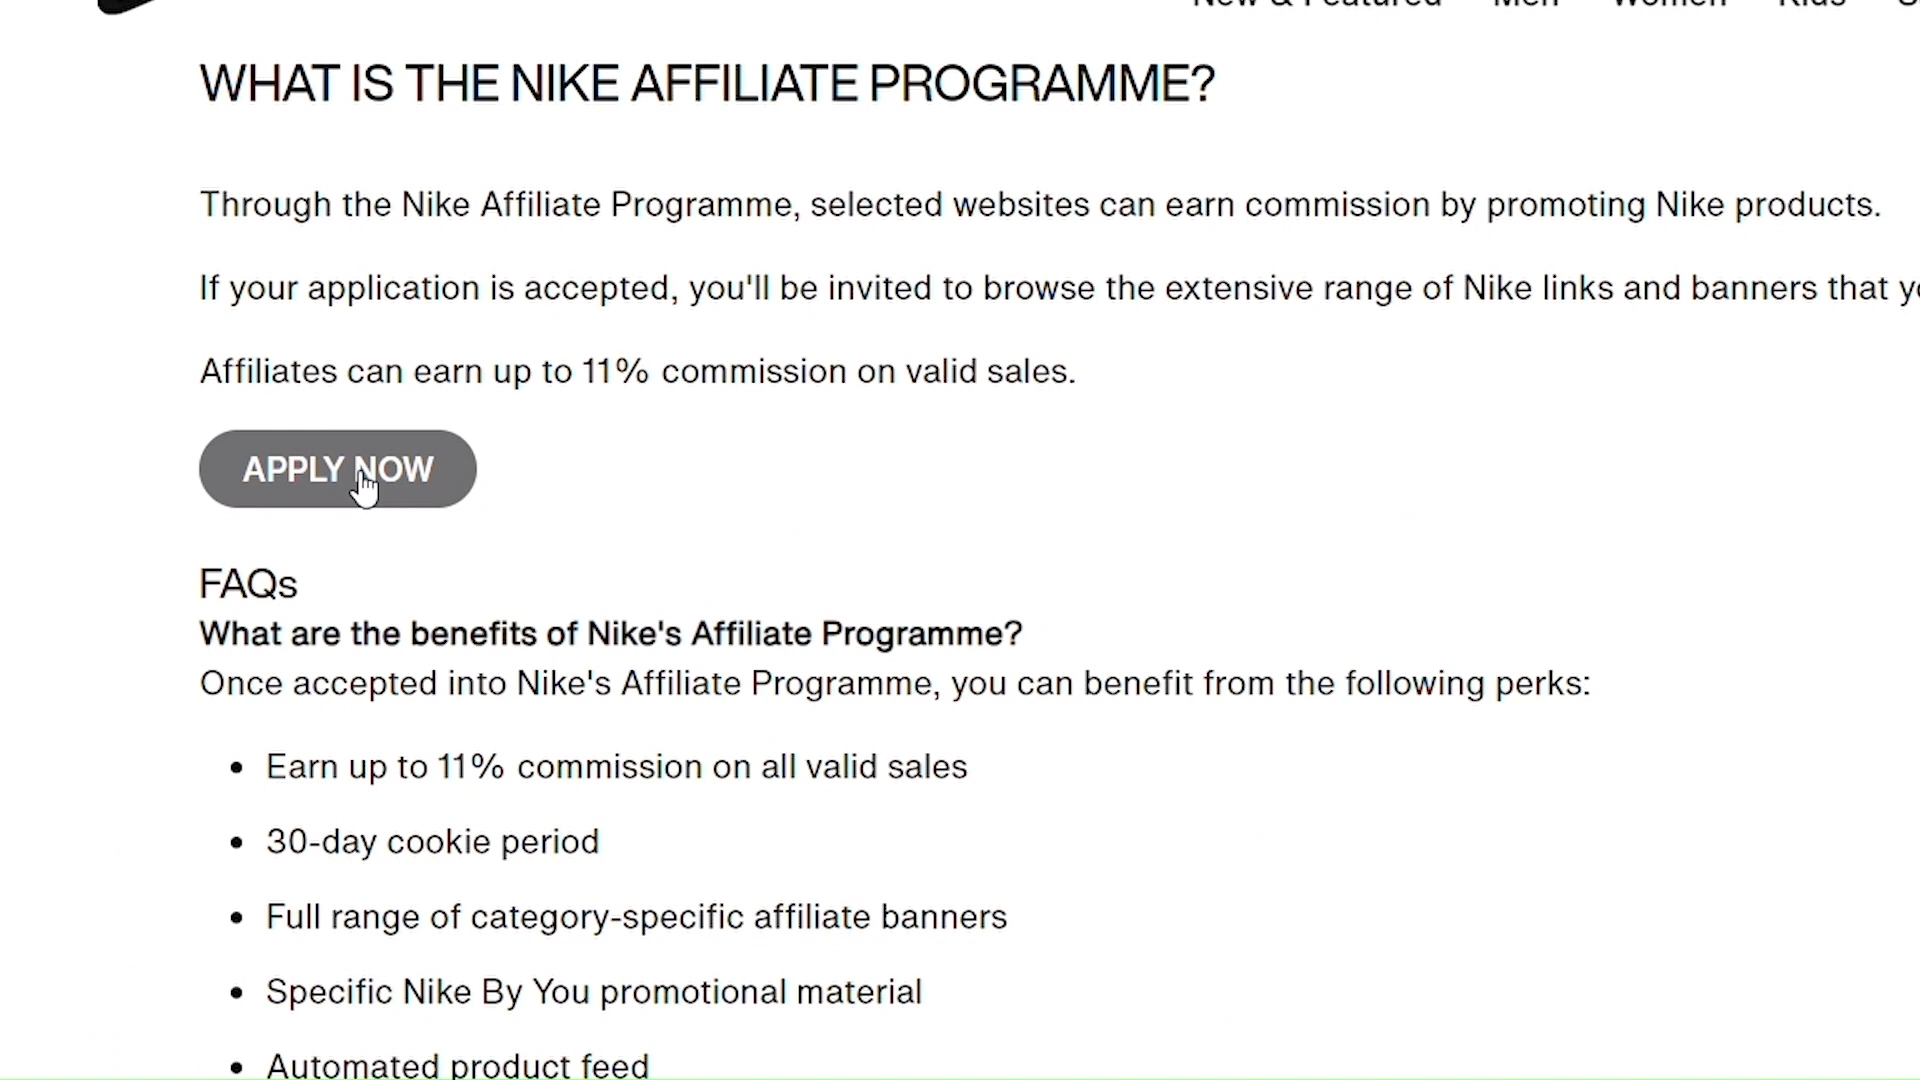 New & Featured Men Women Kids
WHAT IS THE NIKE AFFILIATE PROGRAMME?
Through the Nike Affiliate Programme, selected websites can earn commission by promoting Nike products.
If your application is accepted, you'll be invited to browse the extensive range of Nike links and banners that
Affiliates can earn up to 11% commission on valid sales.
APPLY NOW
FAQs
What are the benefits of Nike's Affiliate Programme?
Once accepted into Nike's Affiliate Programme, you can benefit from the following perks:
• Earn up to 11% commission on all valid sales
• 30-day cookie period
• Full range of category-specific affiliate banners
• Specific Nike By You promotional material
• Automated product feed